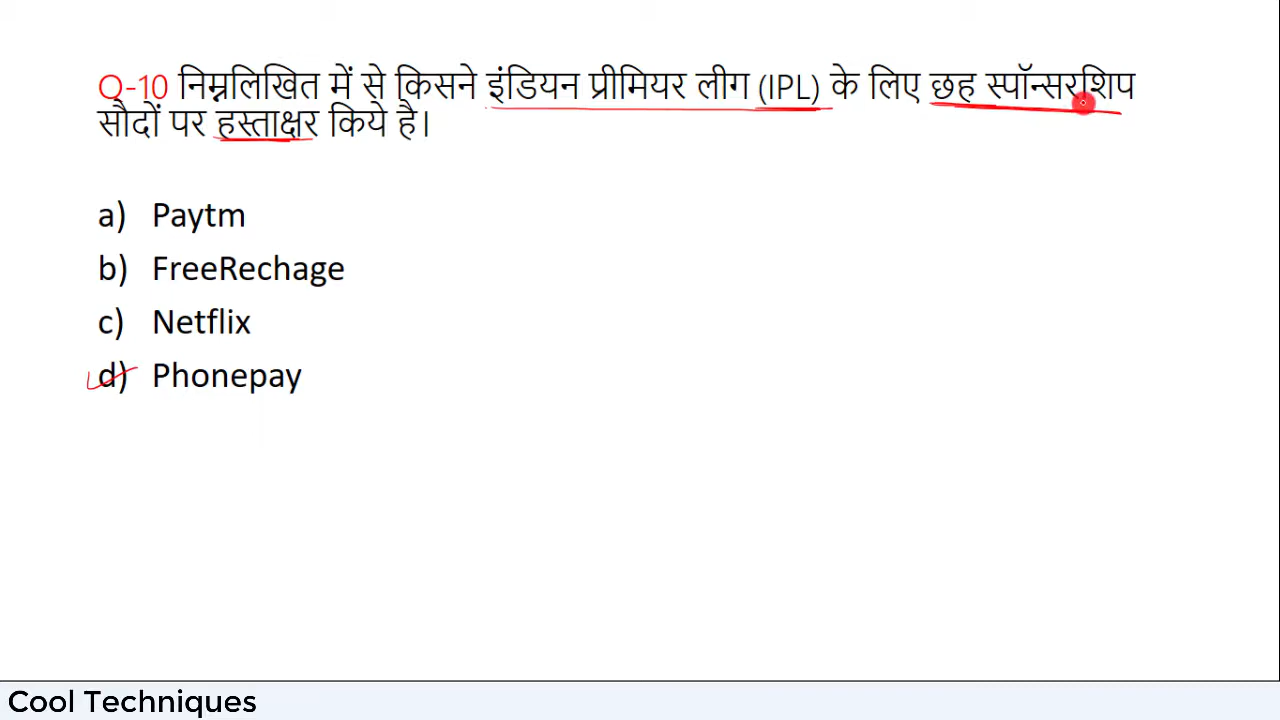 Q-10 निम्नलिखित में से किसने इंडियन प्रीमियर लीग (IPL) के लिए छह स्पॉन्सरशिप
सौदों पर हस्ताक्षर किये है।
a) Paytm
b) FreeRechage
c) Netflix
d) Phonepay
Cool Techniques